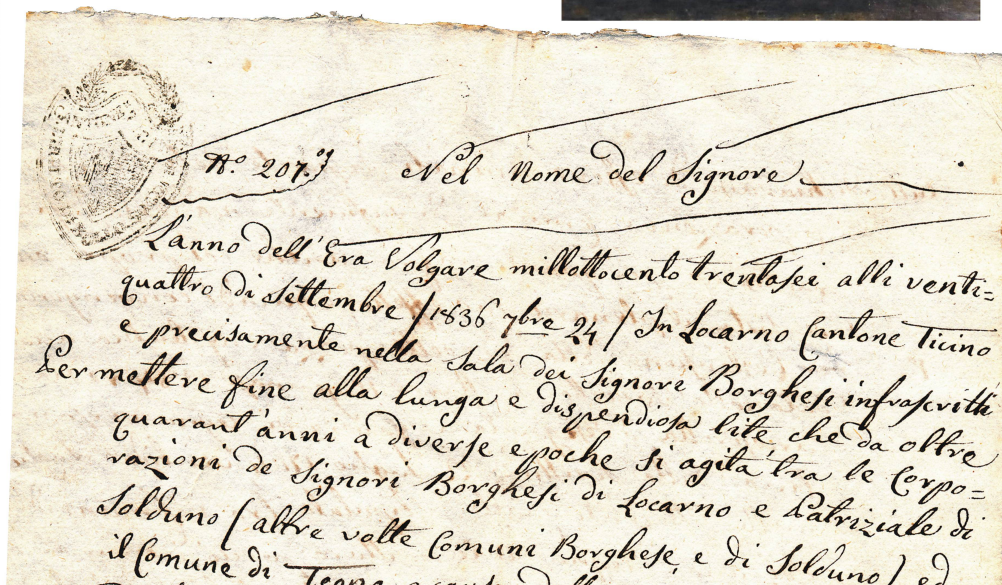 N.° 207.
Nel Nome del Signore
L'anno dell'Era Volgare millottocento trentasei alli venti=
quattro di Settembre /1836 7bre 24/ In Locarno Cantone Ticino
e precisamente nella Sala dei Signori Borghesi infrascritti
Per mettere fine alla lunga e dispendiosa lite che da oltre
quarant'anni a diverse epoche si agita tra le Corpo=
razioni de Signori Borghesi di Locarno e Patriziale di
Solduno (altre volte Comuni Borghese, e di Solduno) ed
il Comune di Tegna